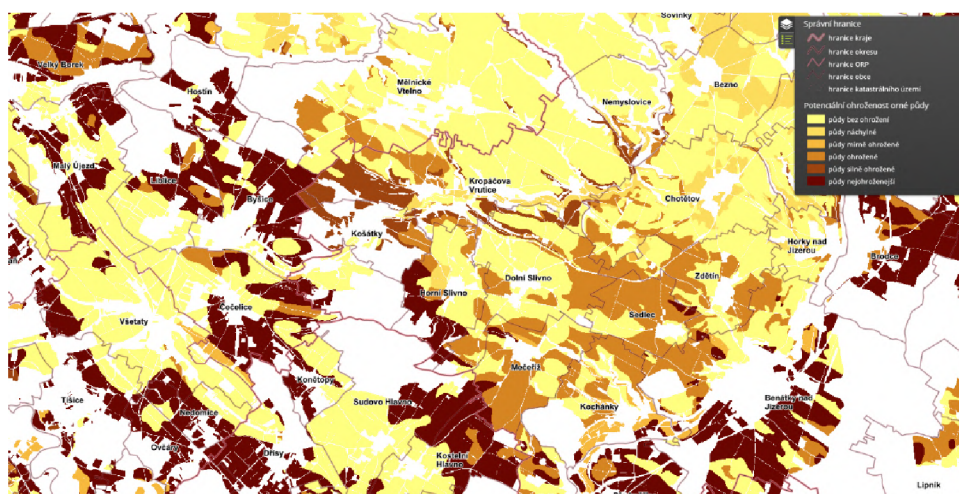 Sovínky
Velký Borek
Hostín
Mělnické
Vtelno
Nemyslovice
Bezno
Malý Újezd
Liblice
Byšice
Kropáčova
Vrutice
Chotětov
Košátky
Horky nad
Jizerou
Brodce
Horní Slivno
Dolní Slivno
Zdětín
Všetaty
Čečelice
Sedlec
Mečeříž
Konětopy
Tišice
Nedomice
Sudovo Hlavno
Kochánky
Benátky nad
Jizerou
Ovčáry
Dřísy
Kostelní
Hlavno
Lipník
Správní hranice
hranice kraje
hranice okresu
hranice ORP
hranice obce
hranice katastrálního území
Potenciální ohroženost orné půdy
půdy bez ohrožení
půdy náchylné
půdy mírně ohrožené
půdy ohrožené
půdy silně ohrožené
půdy nejohroženější